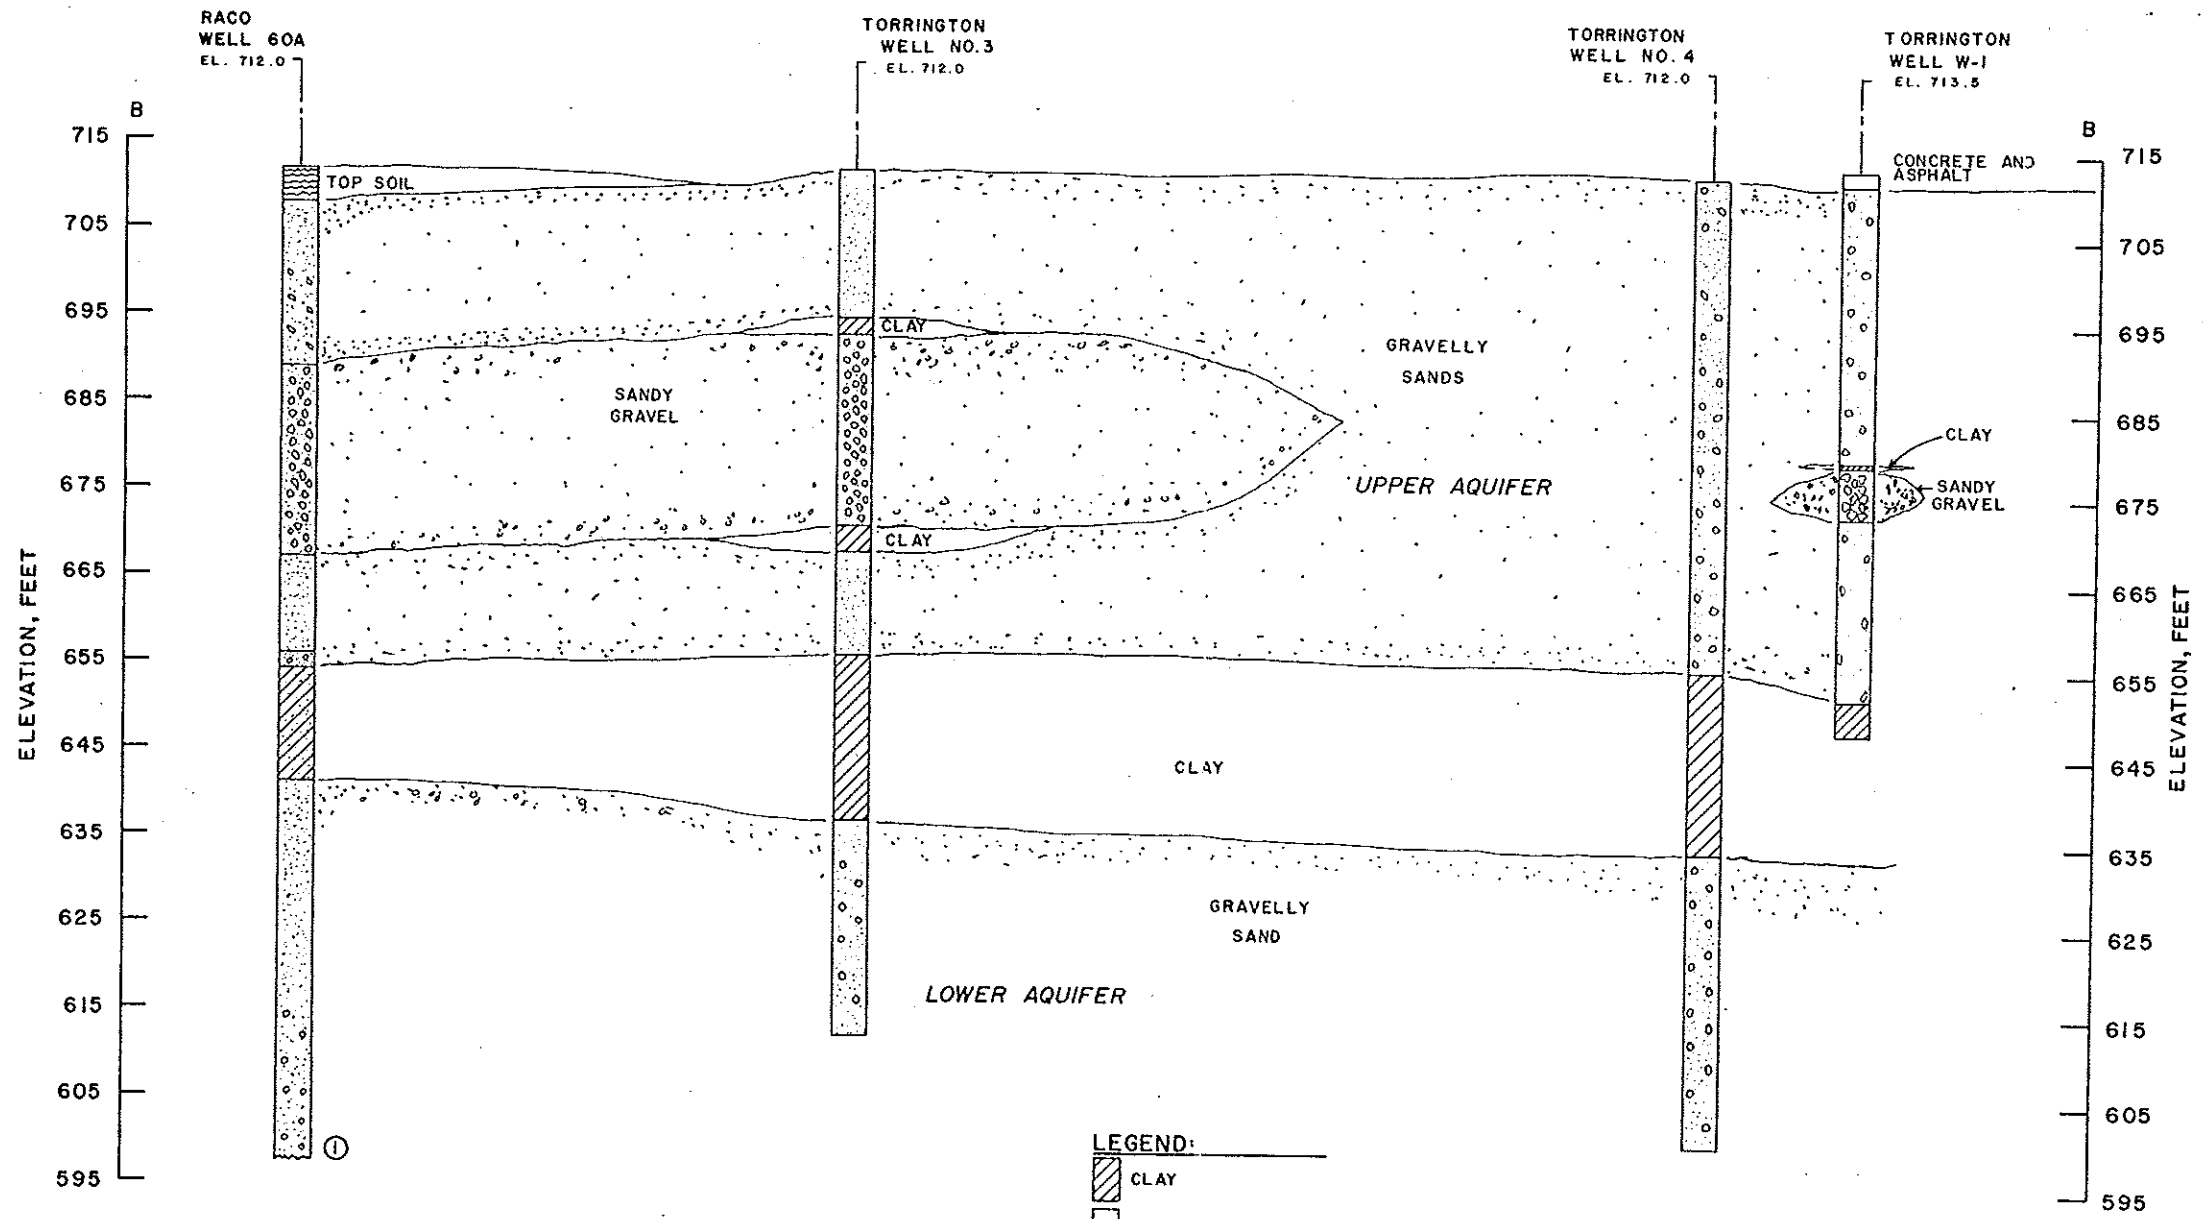 RACO
WELL 60A
EL. 712.0
TORRINGTON
WELL NO.3
EL. 712.0
TORRINGTON
WELL NO. 4
EL. 712.0
TORRINGTON
WELL W-1
EL. 713.5
B
715
705
695
685
675
665
655
645
635
625
615
605
595
ELEVATION, FEET
TOP SOIL
CLAY
SANDY
GRAVEL
CLAY
GRAVELLY
SANDS
UPPER AQUIFER
CLAY
GRAVELLY
SAND
LOWER AQUIFER
1
CONCRETE AND
ASPHALT
CLAY
SANDY
GRAVEL
B
715
705
695
685
675
665
655
645
635
625
615
605
595
ELEVATION, FEET
LEGEND:
CLAY